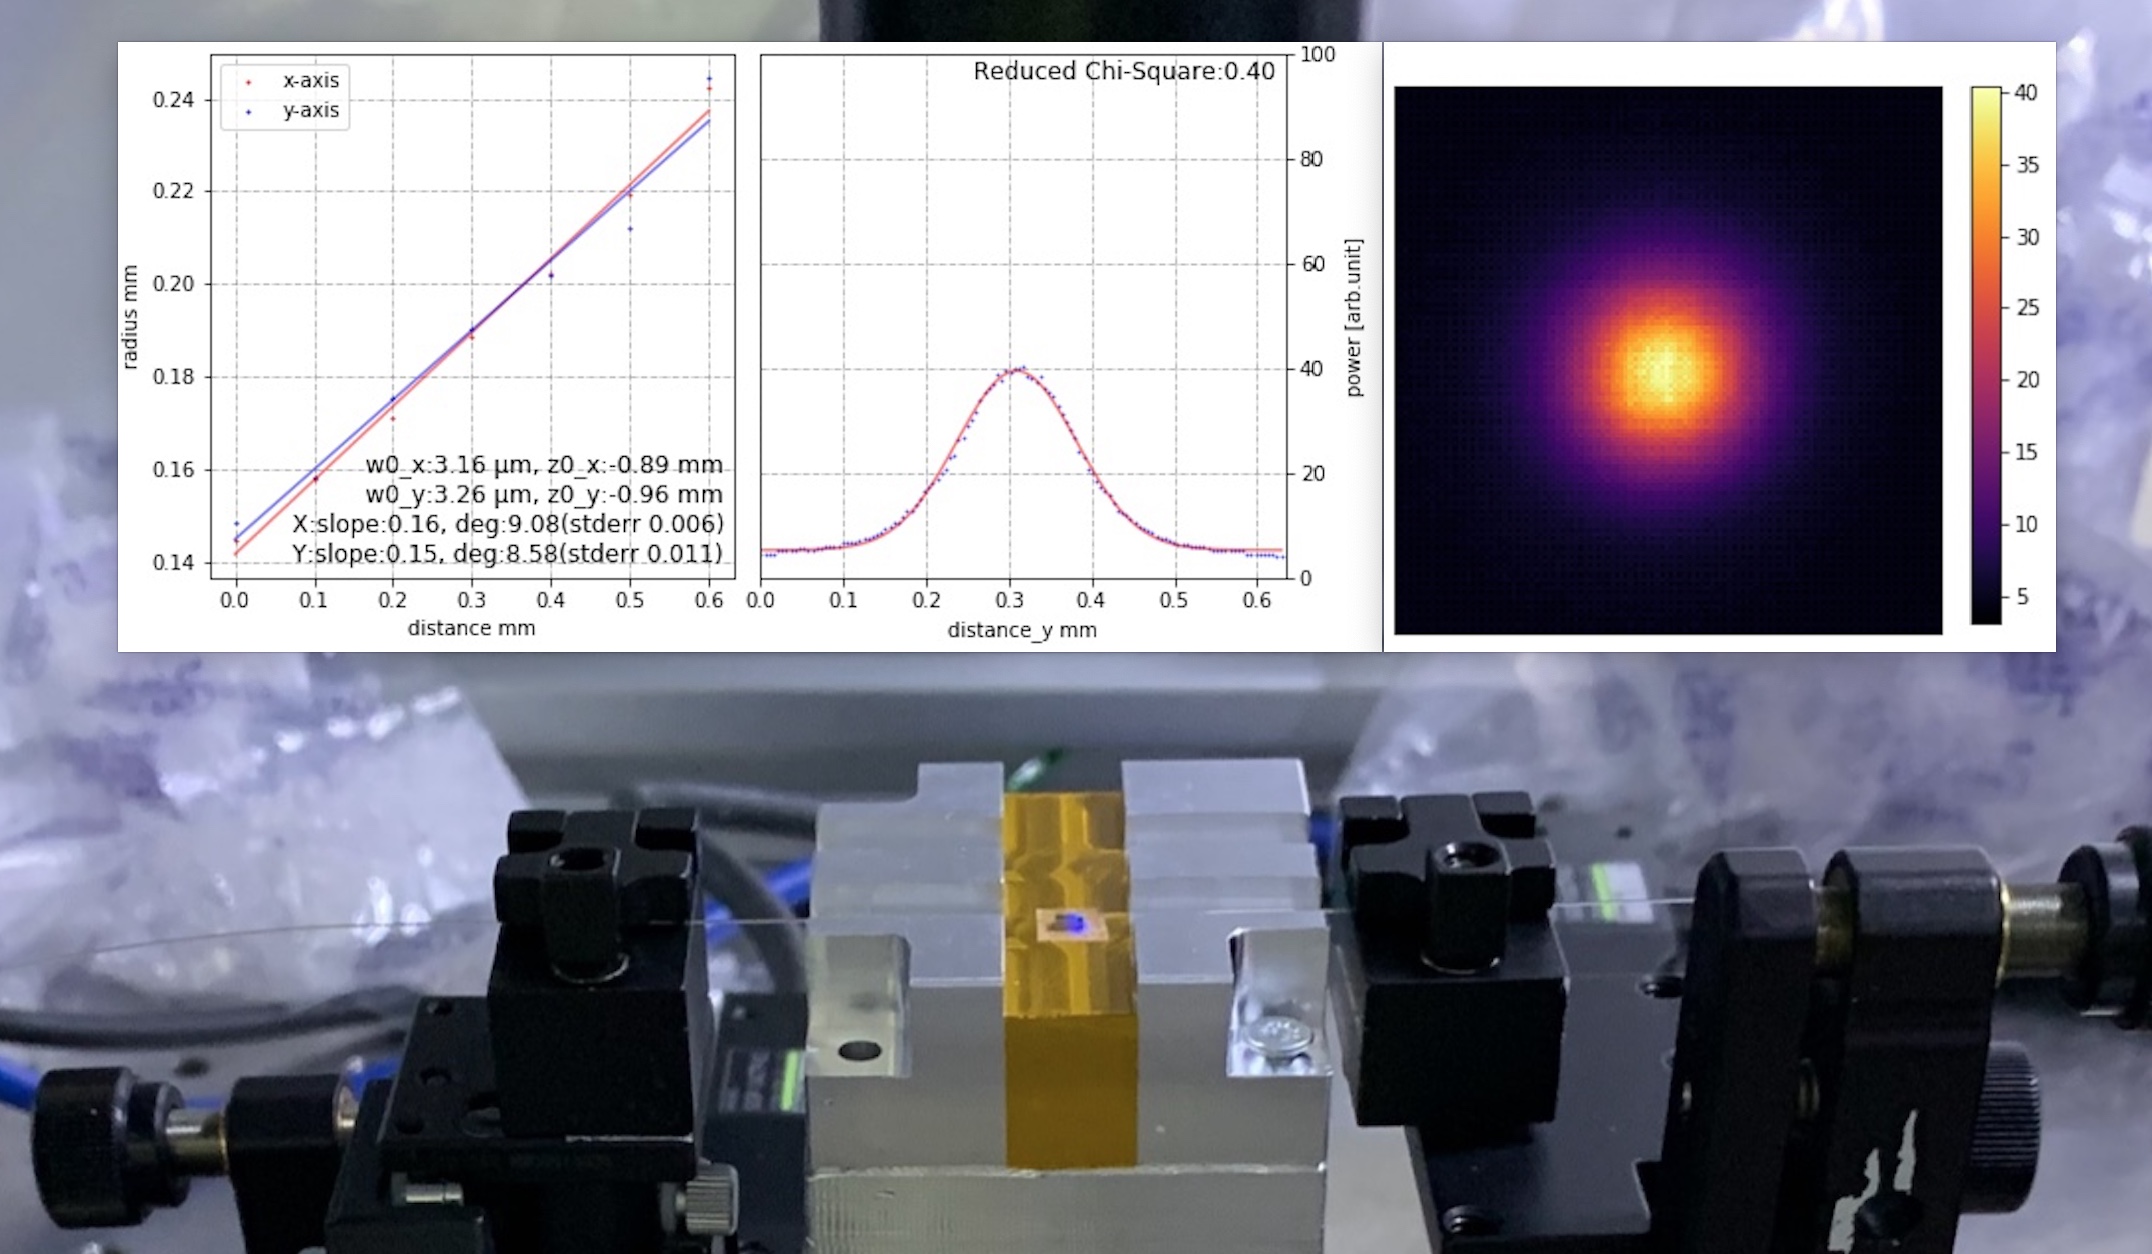 x-axis
y-axis
0.24
0.22
0.20
0.18
0.16
0.14
radius mm
w0_x:3.16 µm, z0_x:-0.89 mm
w0_y:3.26 µm, z0_y:-0.96 mm
X:slope:0.16, deg:9.08(stderr 0.006)
Y:slope:0.15, deg:8.58(stderr 0.011)
0.0 0.1 0.2 0.3 0.4 0.5 0.6
distance mm
Reduced Chi-Square:0.40
100
80
60
40
20
0
power [arb.unit]
0.0 0.1 0.2 0.3 0.4 0.5 0.6
distance_y mm
40
35
30
25
20
15
10
5